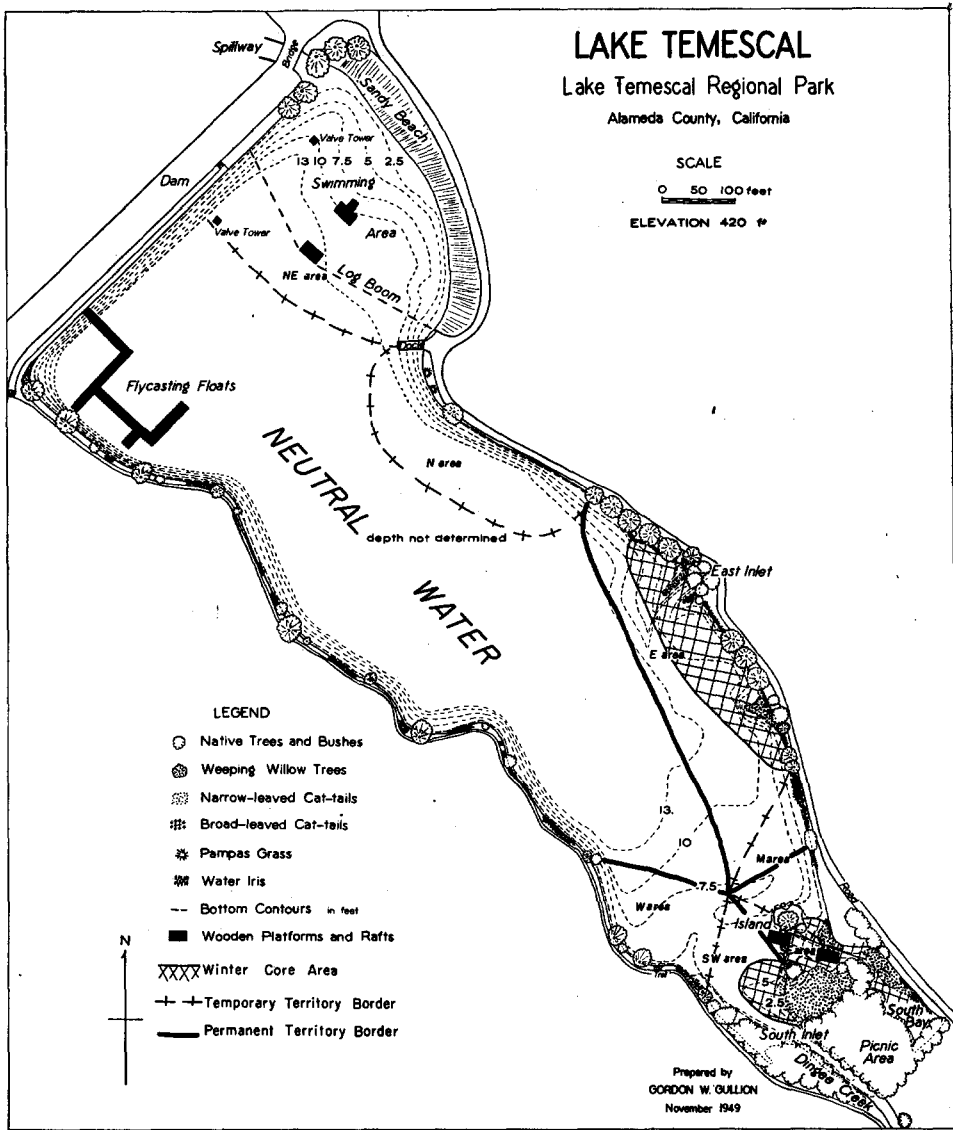 LAKE TEMESCAL
Lake Temescal Regional Park
Alameda County, California
SCALE
0 50 100 feet
ELEVATION 420 ft
Spillway
Bridge
Sandy Beach
Valve Tower
13 10 7.5 5 2.5
Swimming
Area
Dam
Valve Tower
NE area
Log Boom
Dock
Flycasting Floats
N area
NEUTRAL
depth not determined
WATER
East Inlet
E area
13
10
7.5
M area
W area
Island
SW area
area
Road
5
2.5
South Bay
South Inlet
Picnic
Area
Dingee Creek
LEGEND
Native Trees and Bushes
Weeping Willow Trees
Narrow-leaved Cat-tails
Broad-leaved Cat-tails
Pampas Grass
Water Iris
Bottom Contours in feet
Wooden Platforms and Rafts
Winter Core Area
Temporary Territory Border
Permanent Territory Border
N
Prepared by
GORDON W. GULLION
November 1949